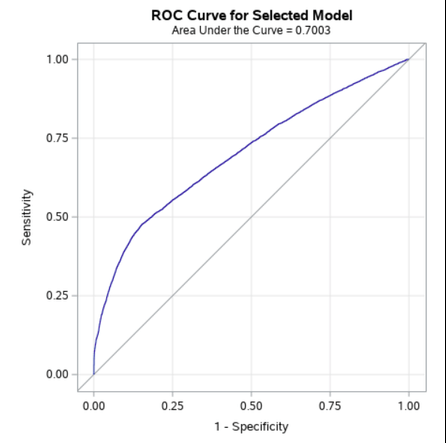 ROC Curve for Selected Model
Area Under the Curve = 0.7003
1.00
0.75
0.50
0.25
0.00
Sensitivity
0.00 0.25 0.50 0.75 1.00
1 - Specificity